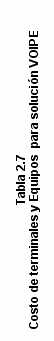 Tabla 2.7
Costo de terminales y Equipos para solución VOIPE